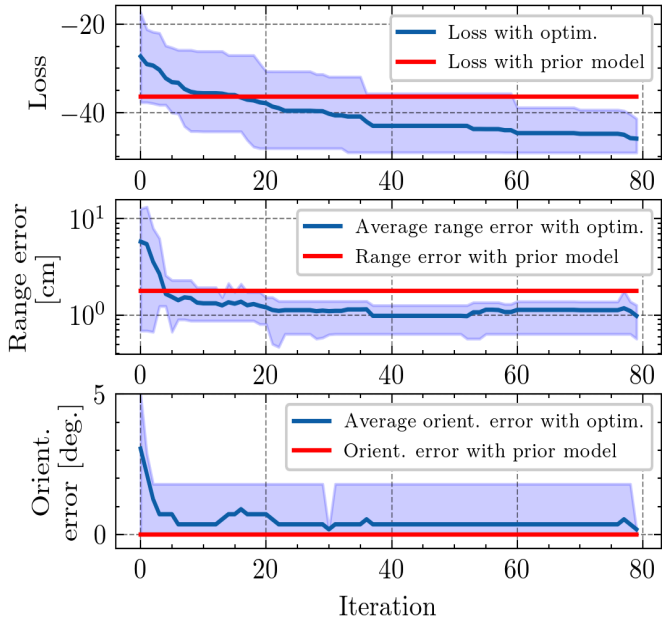 Loss
−20
−40
Loss with optim.
Loss with prior model
0 20 40 60 80
Range error
[cm]
10¹
10⁰
Average range error with optim.
Range error with prior model
0 20 40 60 80
Orient.
error [deg.]
5
0
Average orient. error with optim.
Orient. error with prior model
0 20 40 60 80
Iteration